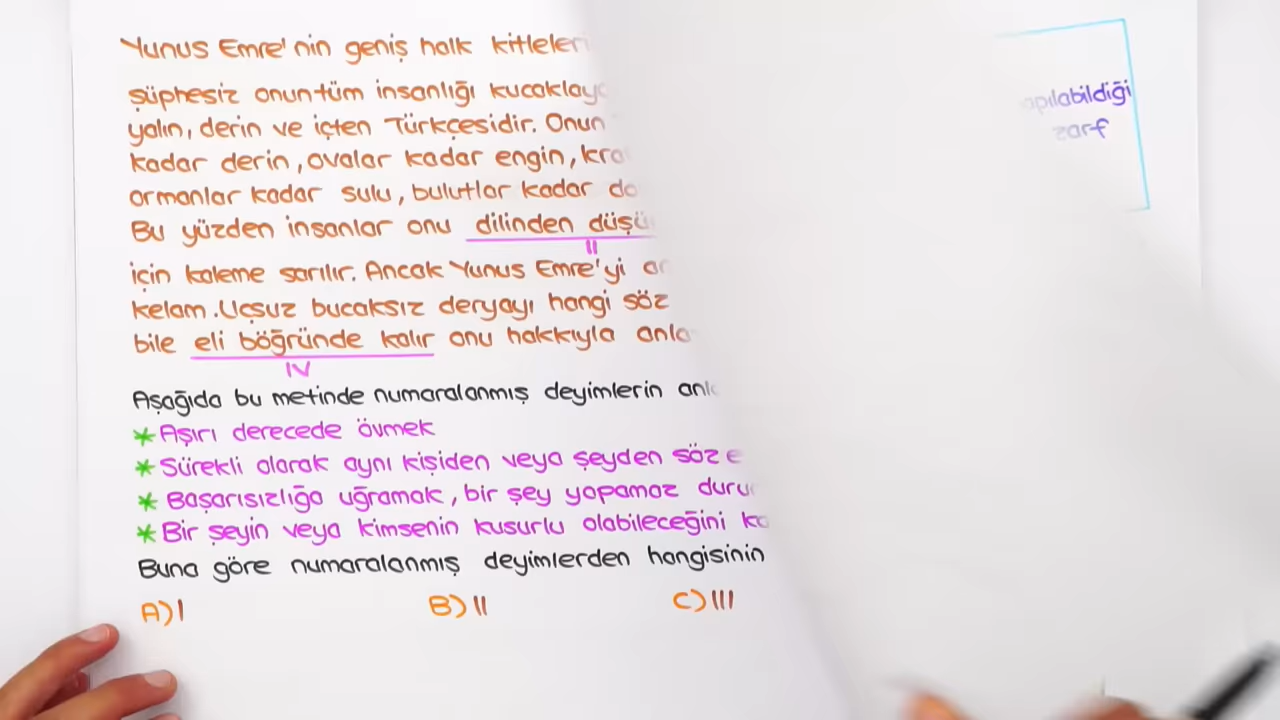 Yunus Emre'nin geniş halk kitleleri
şüphesiz onun tüm insanlığı
yalın, derin ve içten Türkçesidir. Onun
kadar derin, ovalar kadar engin,
ormanlar kadar sulu, bulutlar kadar
Bu yüzden insanlar onu dilinden
II
için kaleme sarılır. Ancak Yunus Emre'yi
kelam. Uçsuz bucaksız deryayı hangi söz
bile eli böğründe kalır onu hakkıyla
IV
Aşağıda bu metinde numaralanmış deyimlerin
* Aşırı derecede övmek
* Sürekli olarak aynı kişiden veya şeyden söz
* Başarısızlığa uğramak, bir şey yapamaz
* Bir şeyin veya kimsenin kusurlu olabileceğini
Buna göre numaralanmış deyimlerden hangisinin
A) I B) II C) III
zarf